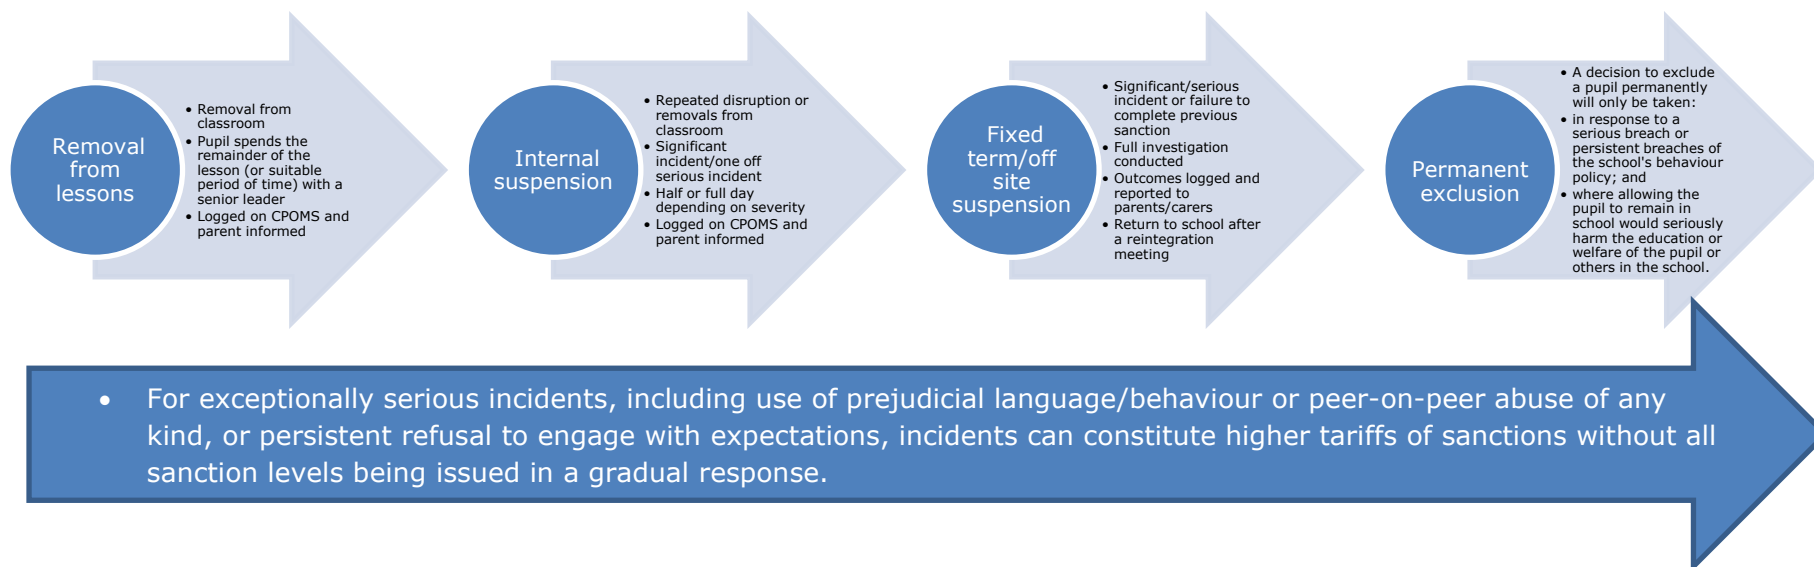 Removal
from
lessons
• Removal from
classroom
• Pupil spends the
remainder of the
lesson (or suitable
period of time) with a
senior leader
• Logged on CPOMS and
parent informed
Internal
suspension
• Repeated disruption or
removals from
classroom
• Significant
incident/one off
serious incident
• Half or full day
depending on severity
• Logged on CPOMS and
parent informed
Fixed
term/off
site
suspension
• Significant/serious
incident or failure to
complete previous
sanction
• Full investigation
conducted
• Outcomes logged and
reported to
parents/carers
• Return to school after
a reintegration
meeting
Permanent
exclusion
• A decision to exclude
a pupil permanently
will only be taken:
• in response to a
serious breach or
persistent breaches of
the school's behaviour
policy; and
• where allowing the
pupil to remain in
school would seriously
harm the education or
welfare of the pupil or
others in the school.
• For exceptionally serious incidents, including use of prejudicial language/behaviour or peer-on-peer abuse of any
kind, or persistent refusal to engage with expectations, incidents can constitute higher tariffs of sanctions without all
sanction levels being issued in a gradual response.